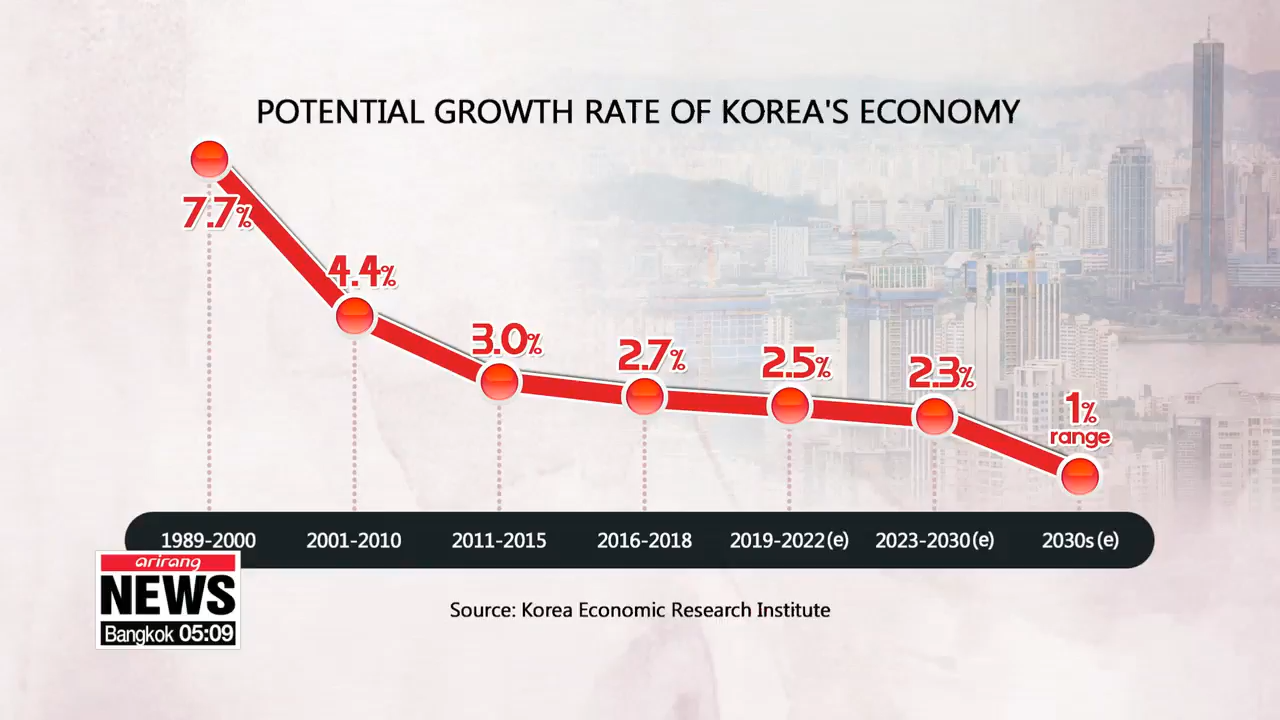 POTENTIAL GROWTH RATE OF KOREA'S ECONOMY
7.7%
4.4%
3.0%
2.7%
2.5%
2.3%
1%
range
1989-2000 2001-2010 2011-2015 2016-2018 2019-2022(e) 2023-2030(e) 2030s(e)
Source: Korea Economic Research Institute
arirang
NEWS
Bangkok 05:09